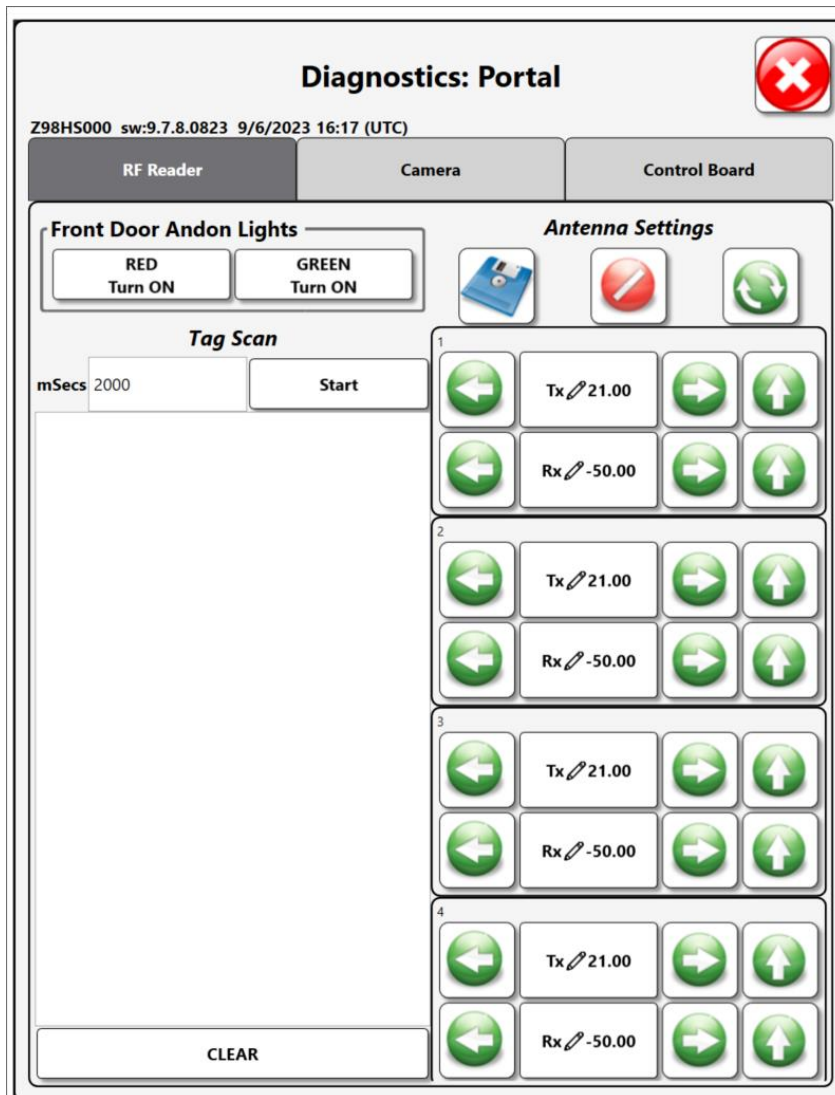 Diagnostics: Portal
Z98HS000 sw:9.7.8.0823 9/6/2023 16:17 (UTC)
RF Reader
Camera
Control Board
Front Door Andon Lights
RED
Turn ON
GREEN
Turn ON
Tag Scan
mSecs 2000
Start
CLEAR
Antenna Settings
1
Tx 21.00
Rx -50.00
2
Tx 21.00
Rx -50.00
3
Tx 21.00
Rx -50.00
4
Tx 21.00
Rx -50.00